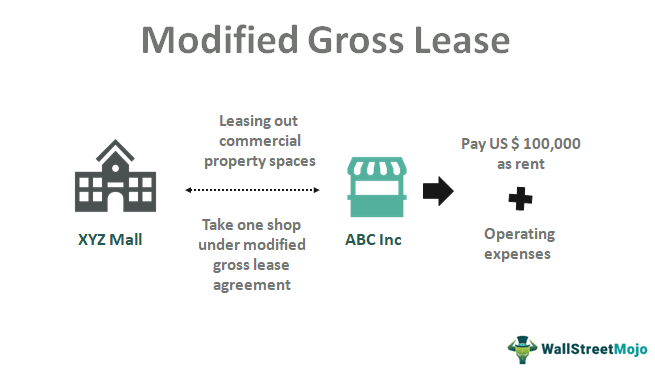 Modified Gross Lease
Leasing out
commercial
property spaces
Take one shop
under modified
gross lease
agreement
XYZ Mall
ABC Inc
Pay US $ 100,000
as rent
Operating
expenses
WallStreetMojo